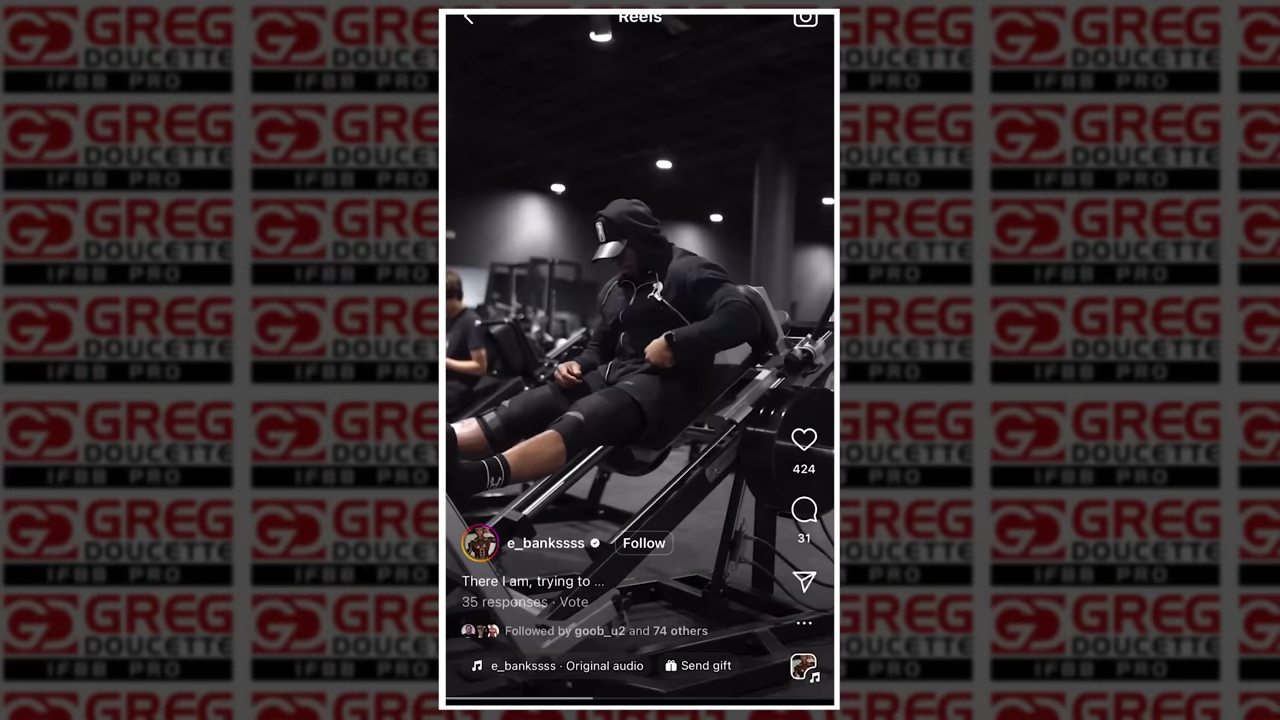 Reels
GREG
DOUCETTE
IFBB PRO
424
31
e_bankssss
Follow
There I am, trying to ...
35 responses · Vote
Followed by goob_u2 and 74 others
e_bankssss · Original audio
Send gift